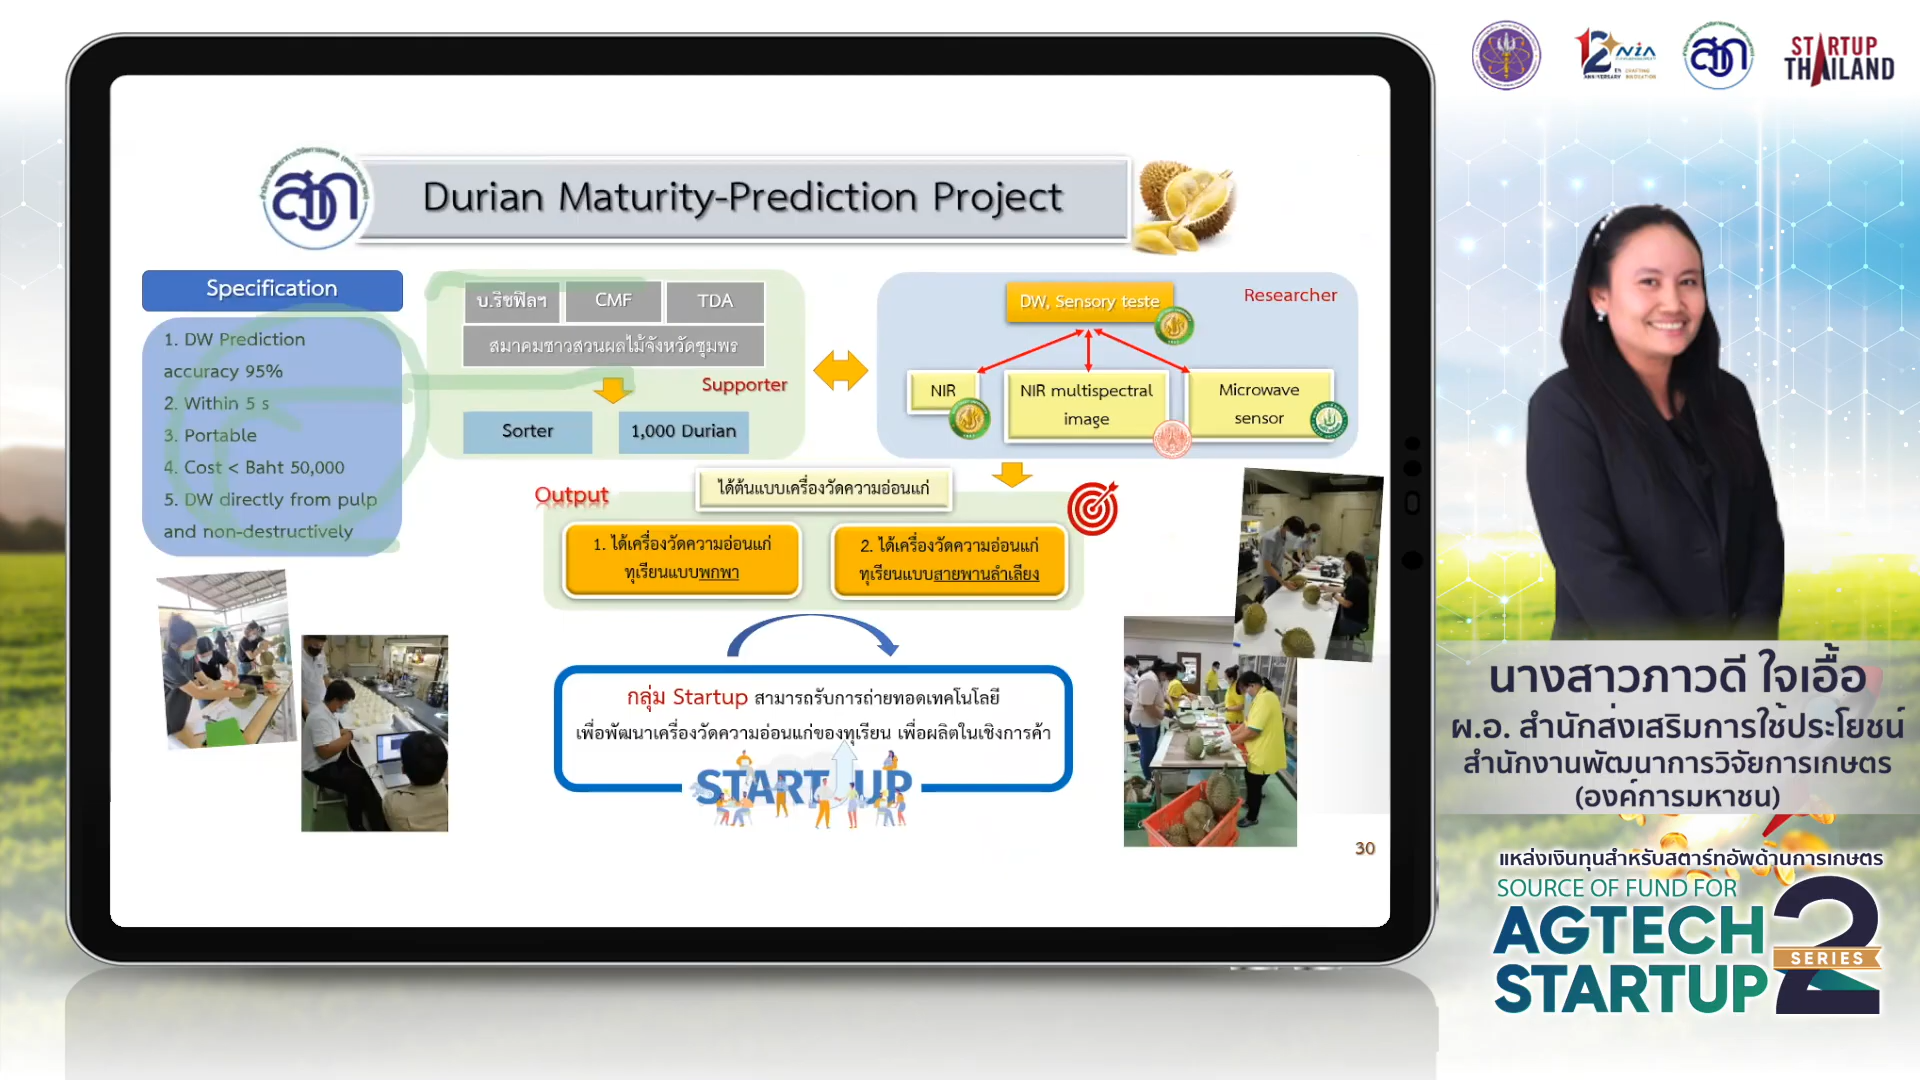 NIA
12TH
ANNIVERSARY
สวก
STARTUP
THAILAND
สวก
Durian Maturity-Prediction Project
Specification
1. DW Prediction
accuracy 95%
2. Within 5 s
3. Portable
4. Cost < Baht 50,000
5. DW directly from pulp
and non-destructively
บ.ริชฟิลฯ
CMF
TDA
สมาคมชาวสวนผลไม้จังหวัดชุมพร
Supporter
Sorter
1,000 Durian
Researcher
DW, Sensory teste
NIR
NIR multispectral
image
Microwave
sensor
Output
ได้ต้นแบบเครื่องวัดความอ่อนแก่
1. ได้เครื่องวัดความอ่อนแก่
ทุเรียนแบบพกพา
2. ได้เครื่องวัดความอ่อนแก่
ทุเรียนแบบสายพานลำเลียง
กลุ่ม Startup สามารถรับการถ่ายทอดเทคโนโลยี
เพื่อพัฒนาเครื่องวัดความอ่อนแก่ของทุเรียน เพื่อผลิตในเชิงการค้า
STARTUP
30
นางสาวภาวดี ใจเอื้อ
ผ.อ. สำนักส่งเสริมการใช้ประโยชน์
สำนักงานพัฒนาการวิจัยการเกษตร
(องค์การมหาชน)
แหล่งเงินทุนสำหรับสตาร์ทอัพด้านการเกษตร
SOURCE OF FUND FOR
AGTECH
STARTUP
2
SERIES